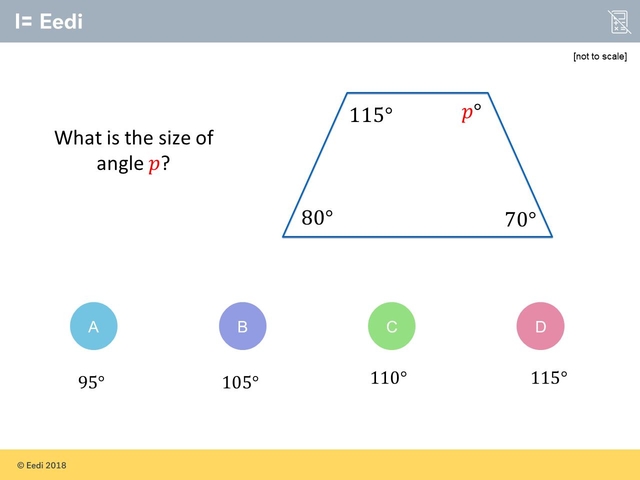 I= Eedi
[not to scale]
What is the size of
angle p?
115°
p°
80°
70°
A
B
C
D
95°
105°
110°
115°
© Eedi 2018